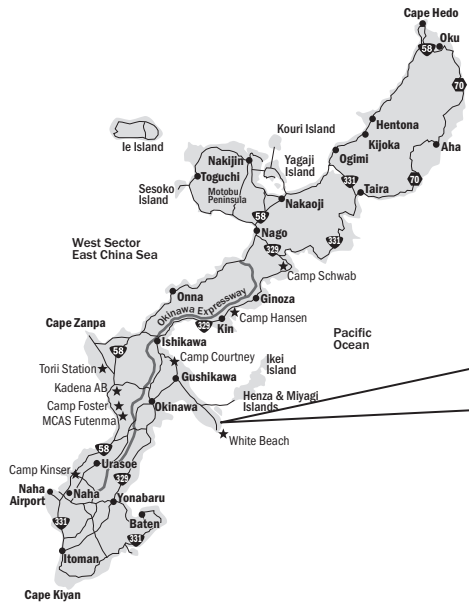 Cape Hedo
58
Oku
70
Hentona
Kijoka
Aha
Ogimi
331
70
Taira
Ie Island
Kouri Island
Nakijin
Yagaji
Island
Toguchi
Sesoko
Island
Motobu
Peninsula
Nakaoji
58
Nago
329
331
West Sector
East China Sea
Camp Schwab
Onna
Okinawa Expressway
Ginoza
Camp Hansen
329
Kin
Cape Zanpa
Ishikawa
Pacific
Ocean
58
Camp Courtney
Ikei
Island
Torii Station
Gushikawa
Kadena AB
Henza & Miyagi
Islands
Camp Foster
Okinawa
MCAS Futenma
White Beach
58
Urasoe
Camp Kinser
329
Naha
Airport
Naha
Yonabaru
331
Baten
331
Itoman
Cape Kiyan